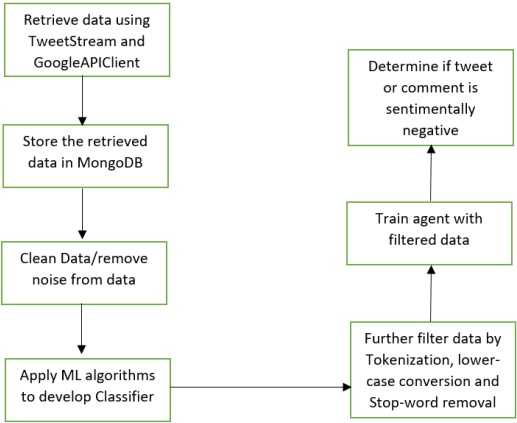 Retrieve data using
TweetStream and
GoogleAPIClient
Store the retrieved
data in MongoDB
Clean Data/remove
noise from data
Apply ML algorithms
to develop Classifier
Further filter data by
Tokenization, lower-
case conversion and
Stop-word removal
Train agent with
filtered data
Determine if tweet
or comment is
sentimentally
negative